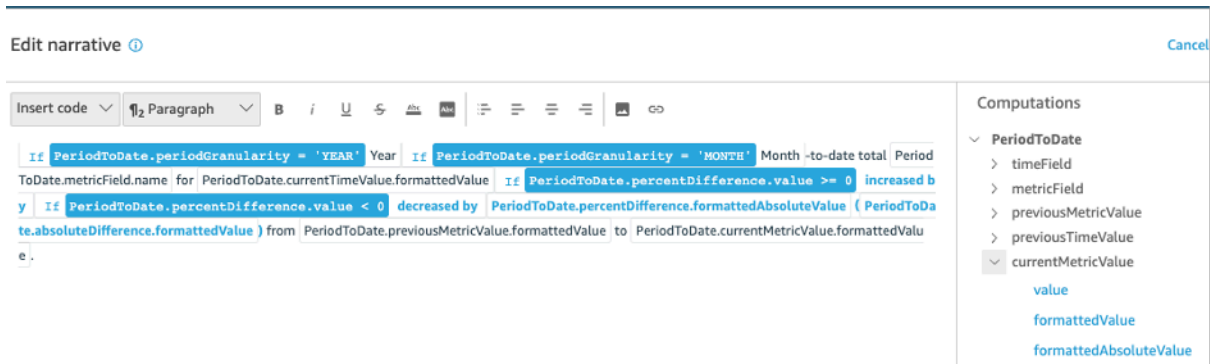 Edit narrative
Cancel
Insert code
¶2 Paragraph
B i U S Abc Abc
If PeriodToDate.periodGranularity = 'YEAR' Year If PeriodToDate.periodGranularity = 'MONTH' Month -to-date total Period
ToDate.metricField.name for PeriodToDate.currentTimeValue.formattedValue If PeriodToDate.percentDifference.value >= 0 increased b
y If PeriodToDate.percentDifference.value < 0 decreased by PeriodToDate.percentDifference.formattedAbsoluteValue ( PeriodToDa
te.absoluteDifference.formattedValue ) from PeriodToDate.previousMetricValue.formattedValue to PeriodToDate.currentMetricValue.formattedValu
e .
Computations
PeriodToDate
timeField
metricField
previousMetricValue
previousTimeValue
currentMetricValue
value
formattedValue
formattedAbsoluteValue